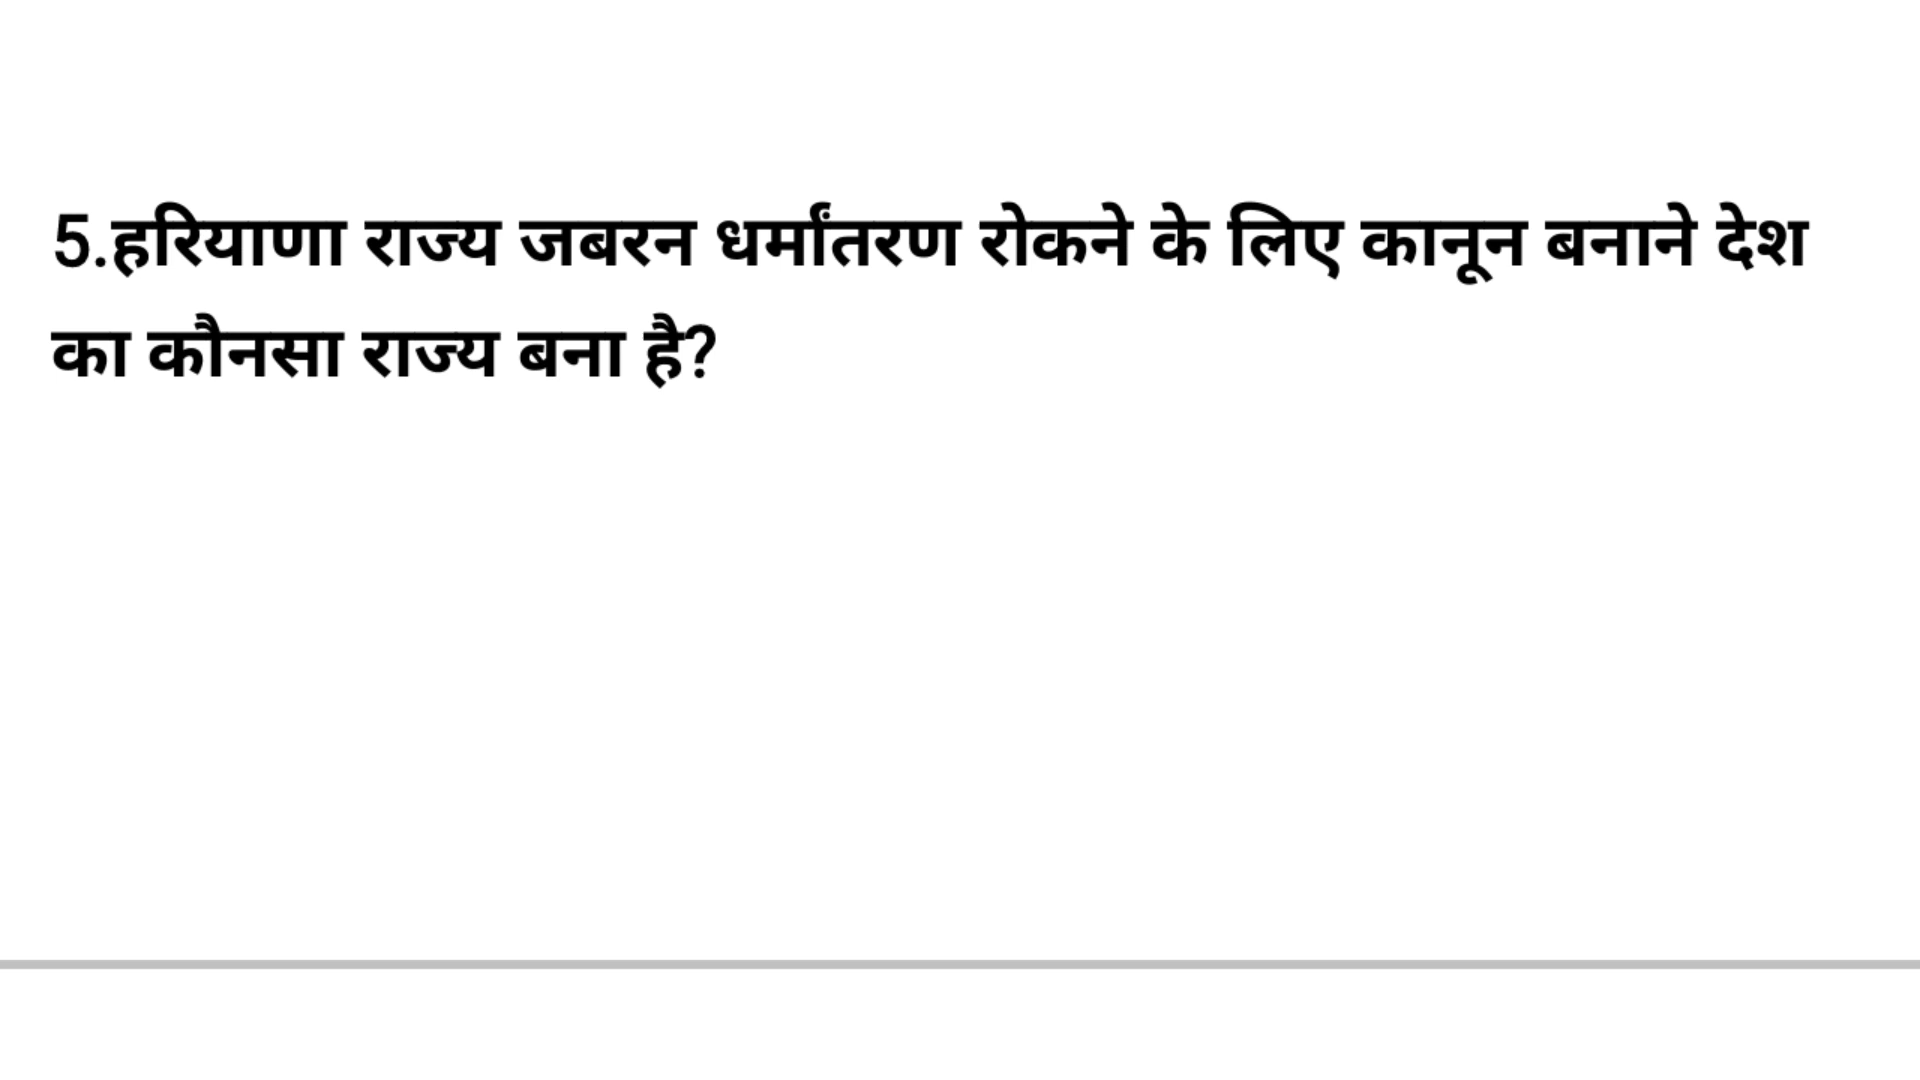 5.हरियाणा राज्य जबरन धर्मांतरण रोकने के लिए कानून बनाने देश
का कौनसा राज्य बना है?